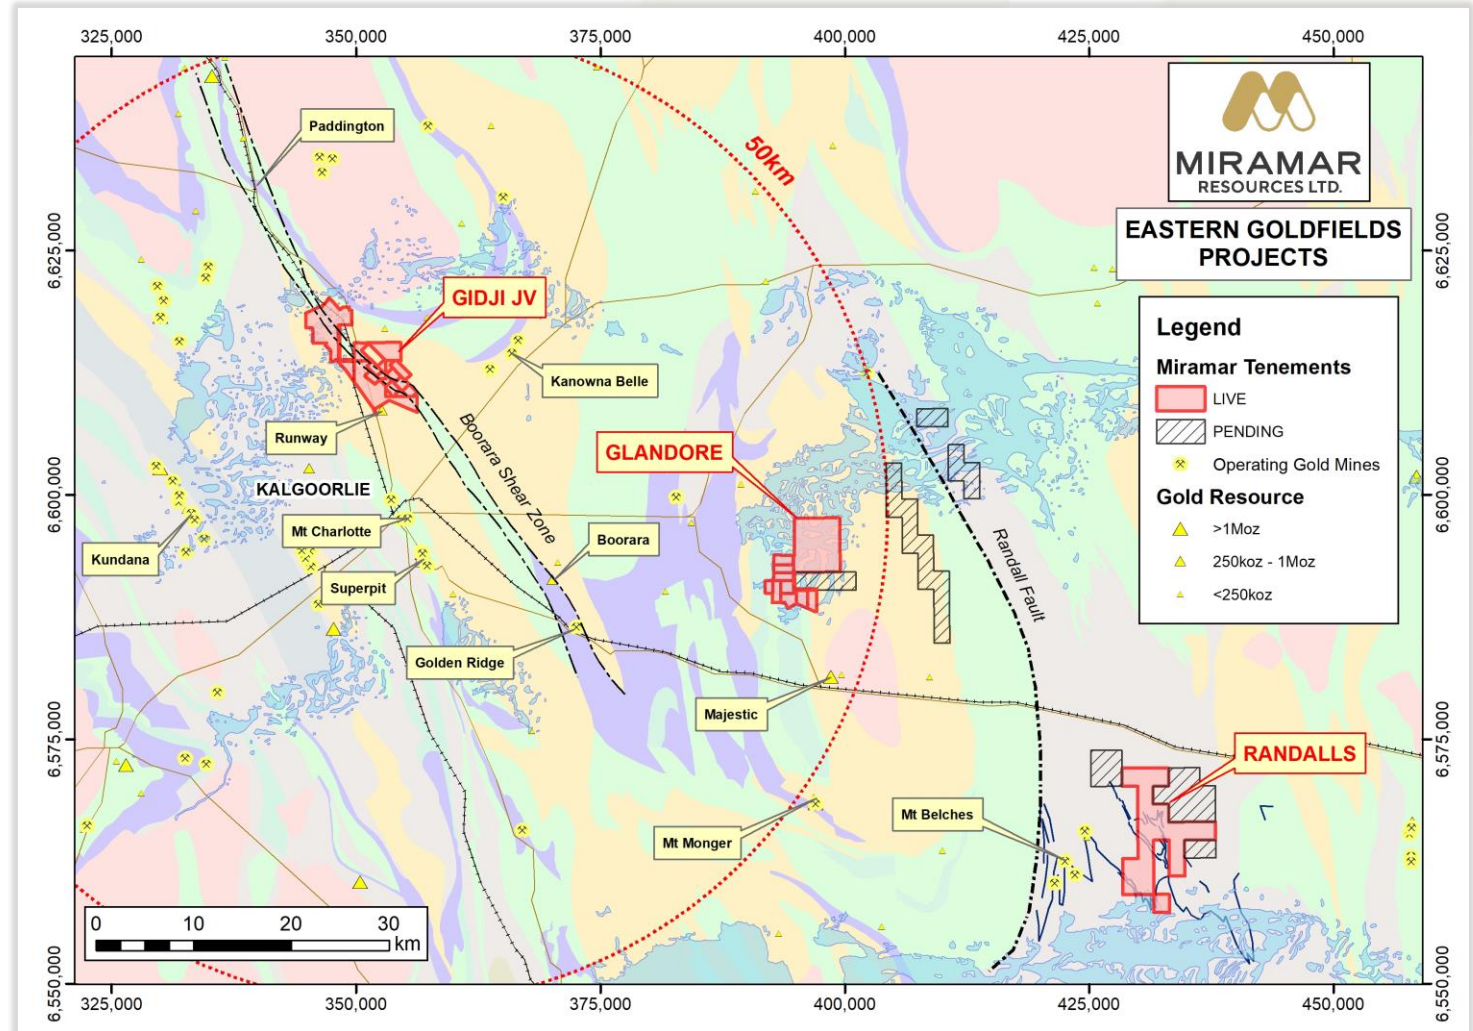 325,000
350,000
375,000
400,000
425,000
450,000
MIRAMAR
RESOURCES LTD.
EASTERN GOLDFIELDS
PROJECTS
Legend
Miramar Tenements
LIVE
PENDING
Operating Gold Mines
Gold Resource
>1Moz
250koz - 1Moz
<250koz
6,625,000
6,600,000
6,575,000
6,550,000
6,625,000
6,600,000
6,575,000
6,550,000
Paddington
50km
GIDJI JV
Kanowna Belle
Runway
Boorara Shear Zone
GLANDORE
KALGOORLIE
Mt Charlotte
Kundana
Boorara
Superpit
Randall Fault
Golden Ridge
Majestic
RANDALLS
Mt Belches
Mt Monger
0
10
20
30
km
325,000
350,000
375,000
400,000
425,000
450,000